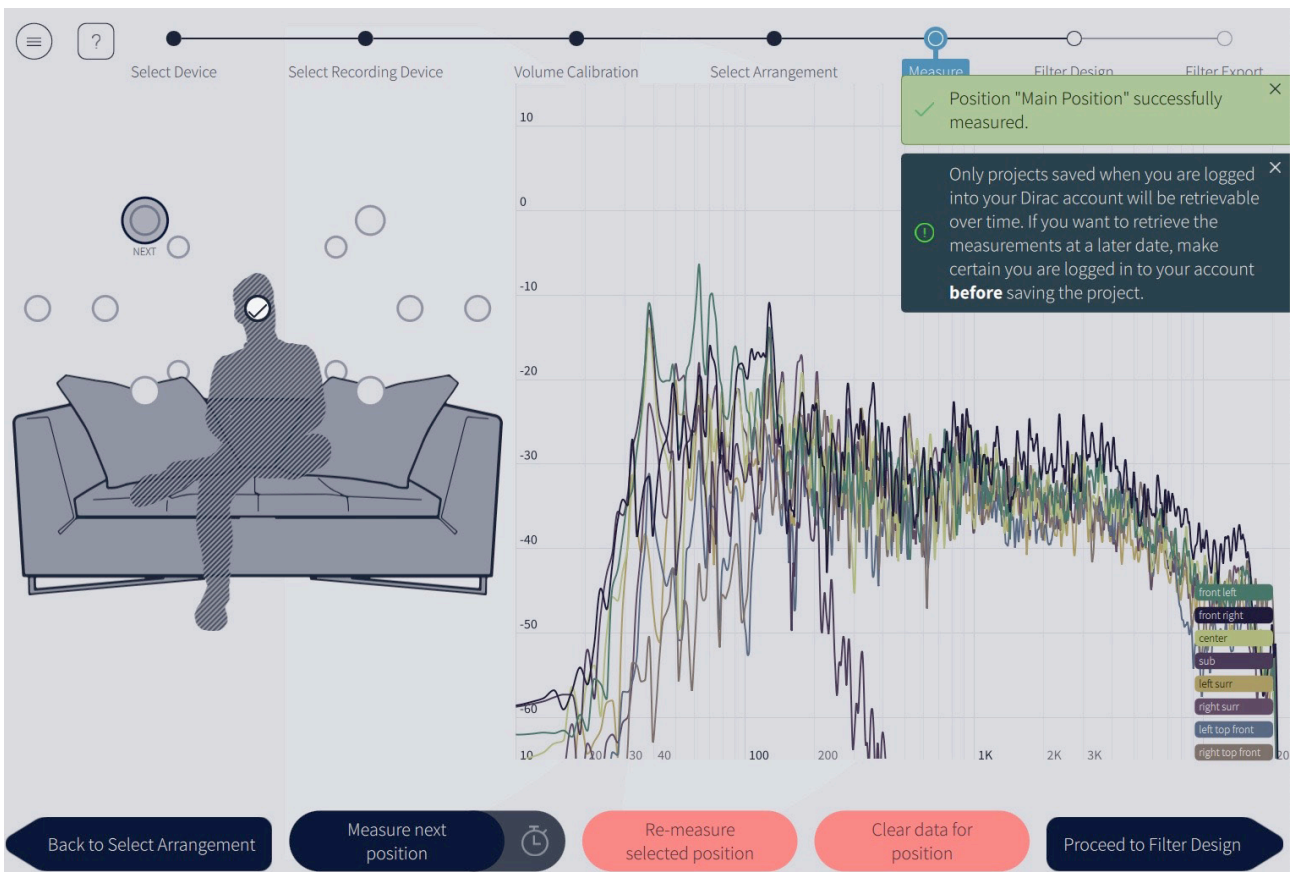 ?
Select Device
Select Recording Device
Volume Calibration
Select Arrangement
Measure
Filter Design
Filter Export
Position "Main Position" successfully
measured.
Only projects saved when you are logged
into your Dirac account will be retrievable
over time. If you want to retrieve the
measurements at a later date, make
certain you are logged in to your account
before saving the project.
NEXT
10
0
-10
-20
-30
-40
-50
-60
10 20 30 40 100 200 1K 2K 3K 20
front left
front right
center
sub
left surr
right surr
left top front
right top front
Back to Select Arrangement
Measure next
position
Re-measure
selected position
Clear data for
position
Proceed to Filter Design